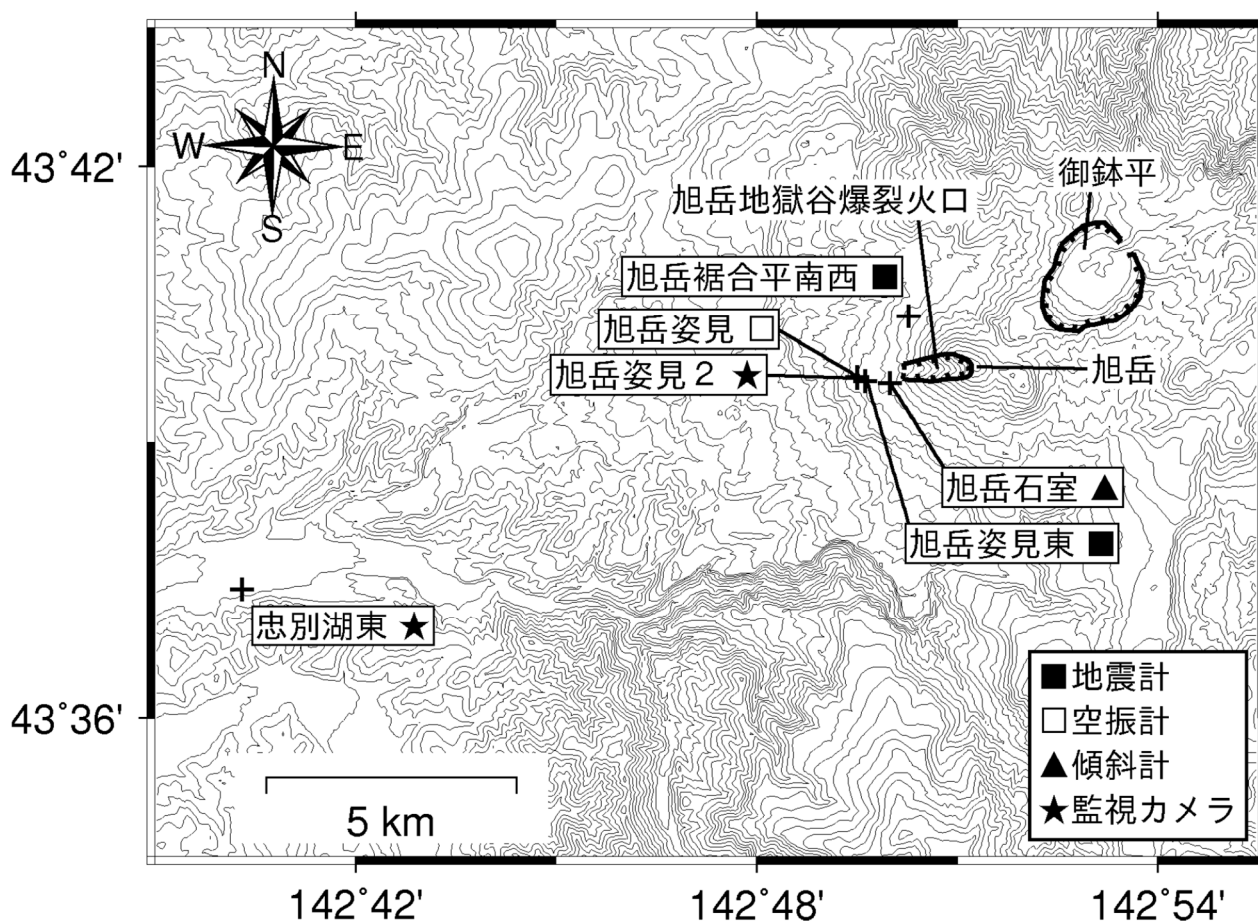 N
W
E
S
43°42'
御鉢平
旭岳地獄谷爆裂火口
旭岳裾合平南西 ■
旭岳姿見 □
旭岳姿見２ ★
旭岳
旭岳石室 ▲
旭岳姿見東 ■
忠別湖東 ★
43°36'
■地震計
□空振計
▲傾斜計
★監視カメラ
5 km
142°42'
142°48'
142°54'